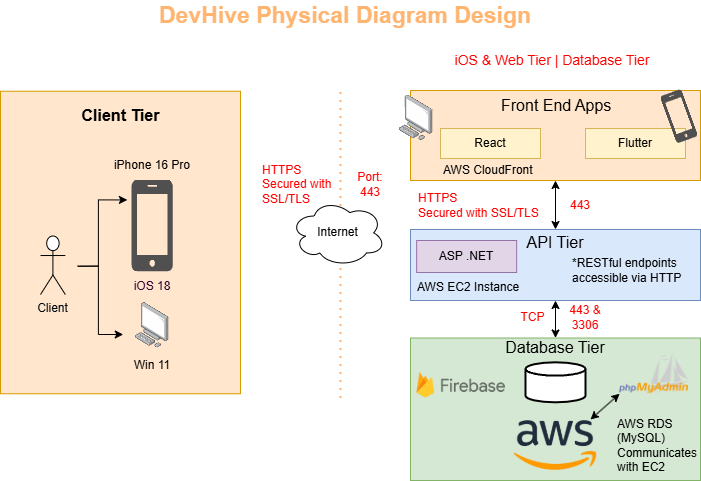 DevHive Physical Diagram Design
iOS & Web Tier | Database Tier
Client Tier
iPhone 16 Pro
iOS 18
Client
Win 11
HTTPS
Secured with
SSL/TLS
Port:
443
Internet
Front End Apps
React
Flutter
AWS CloudFront
HTTPS
Secured with SSL/TLS
443
API Tier
ASP .NET
*RESTful endpoints
accessible via HTTP
AWS EC2 Instance
TCP
443 &
3306
Database Tier
Firebase
phpMyAdmin
aws
AWS RDS
(MySQL)
Communicates
with EC2